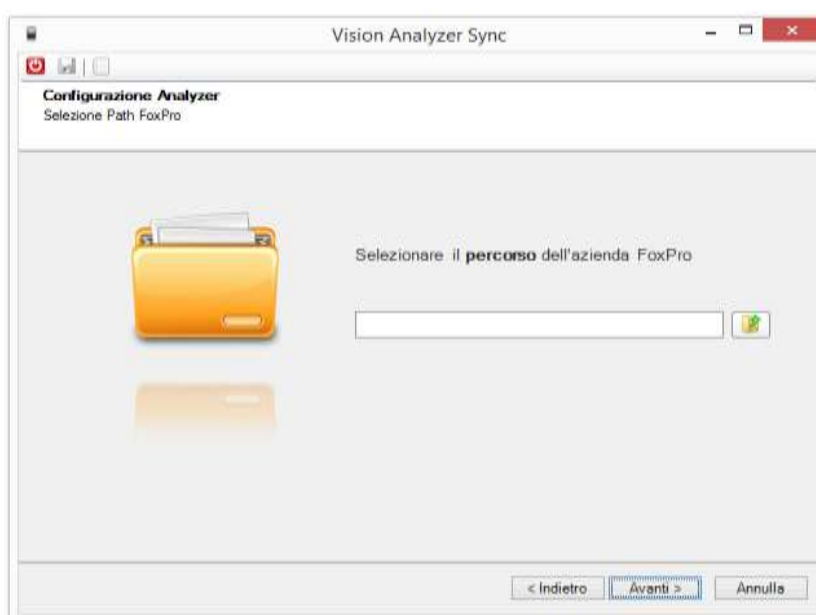 Vision Analyzer Sync
Configurazione Analyzer
Selezione Path FoxPro
Selezionare il percorso dell'azienda FoxPro
< Indietro
Avanti >
Annulla